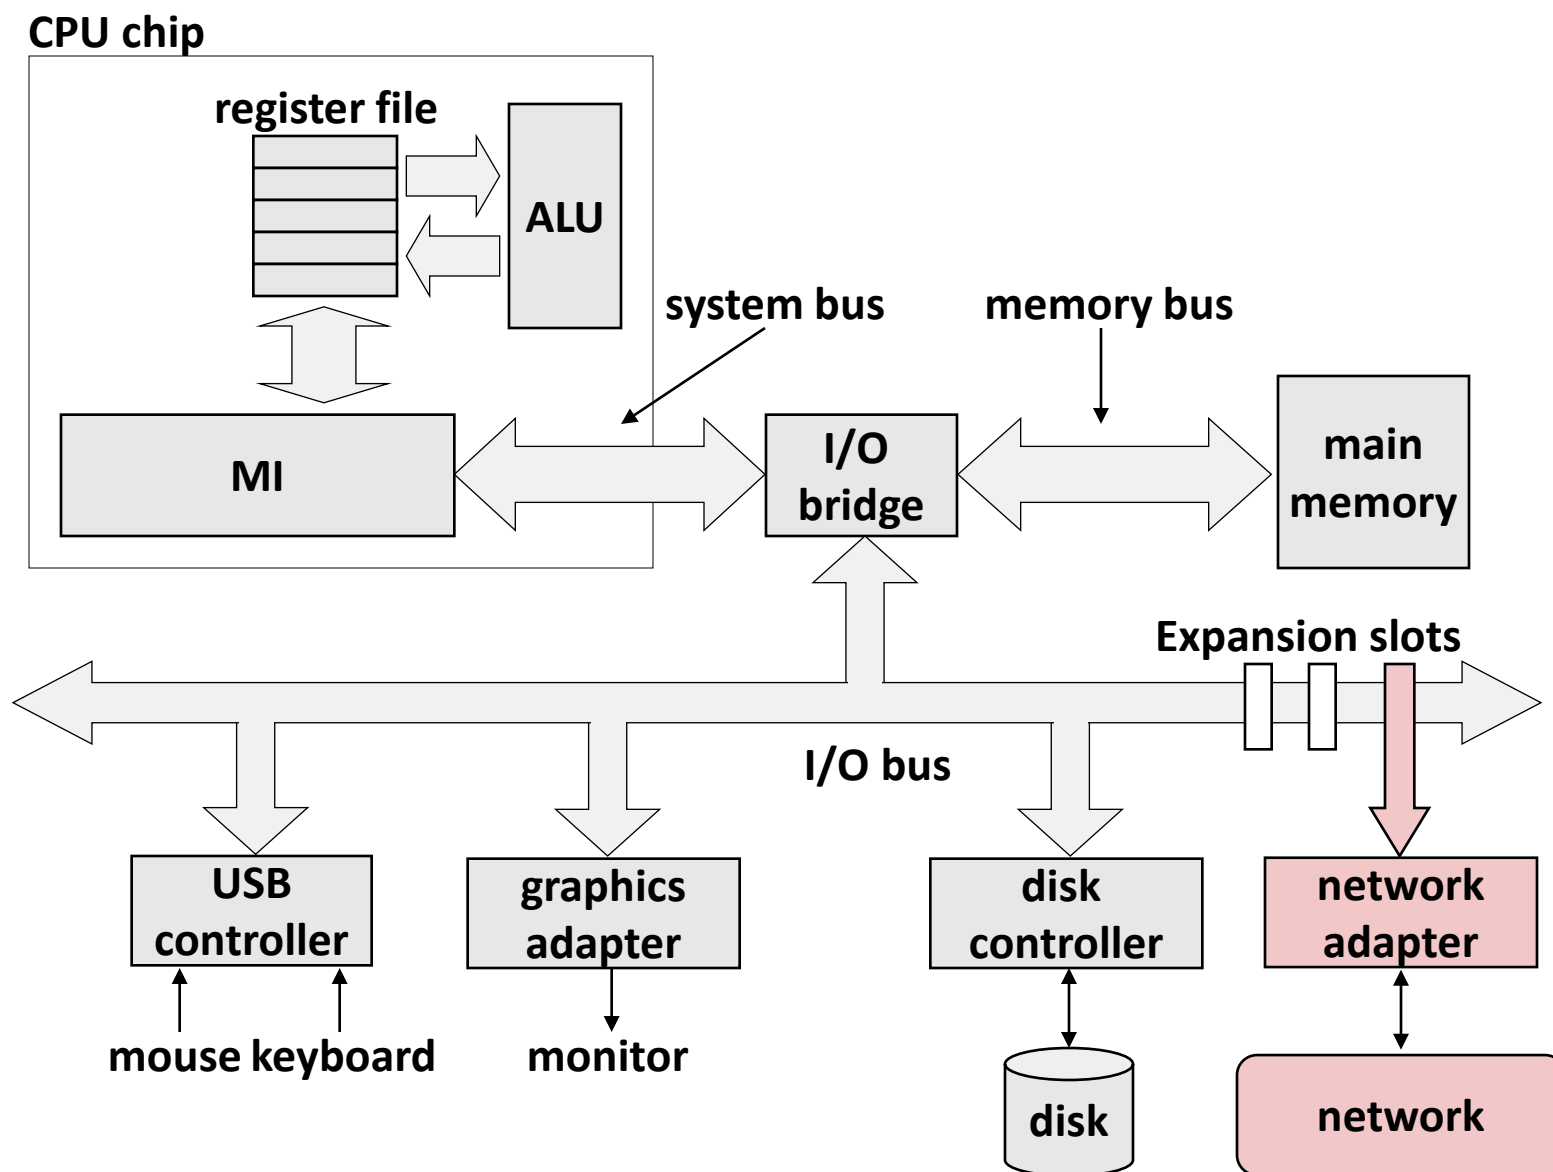 CPU chip
register file
ALU
system bus
memory bus
MI
I/O
bridge
main
memory
Expansion slots
I/O bus
USB
controller
graphics
adapter
disk
controller
network
adapter
mouse keyboard
monitor
disk
network